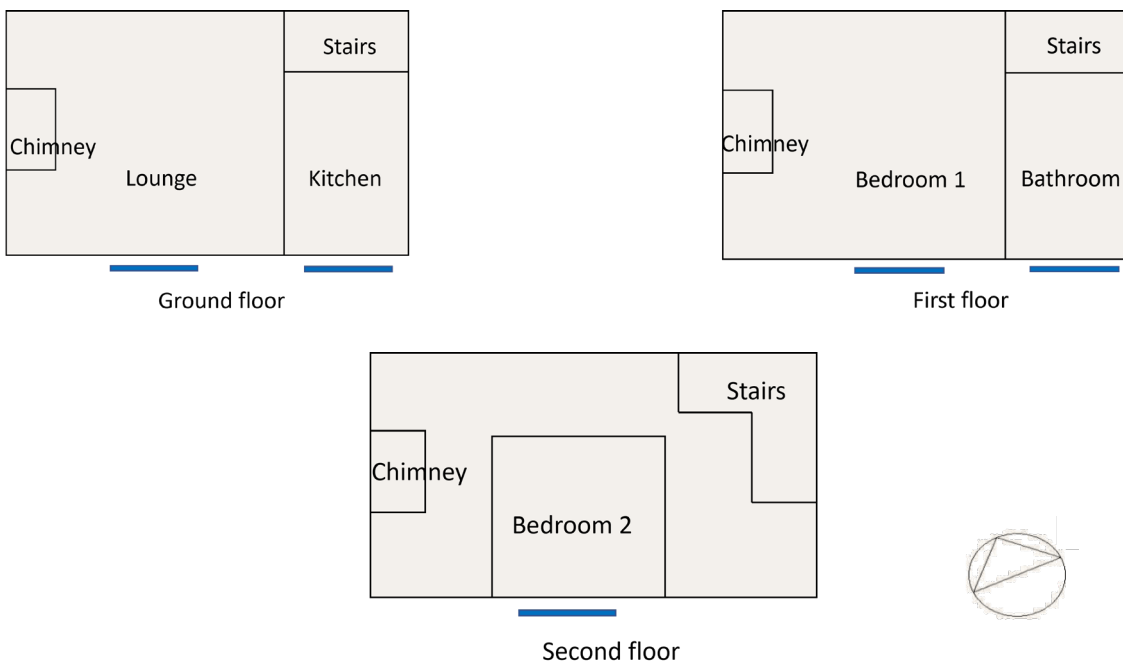 Stairs
Chimney
Lounge
Kitchen
Ground floor
Stairs
Chimney
Bedroom 1
Bathroom
First floor
Stairs
Chimney
Bedroom 2
Second floor